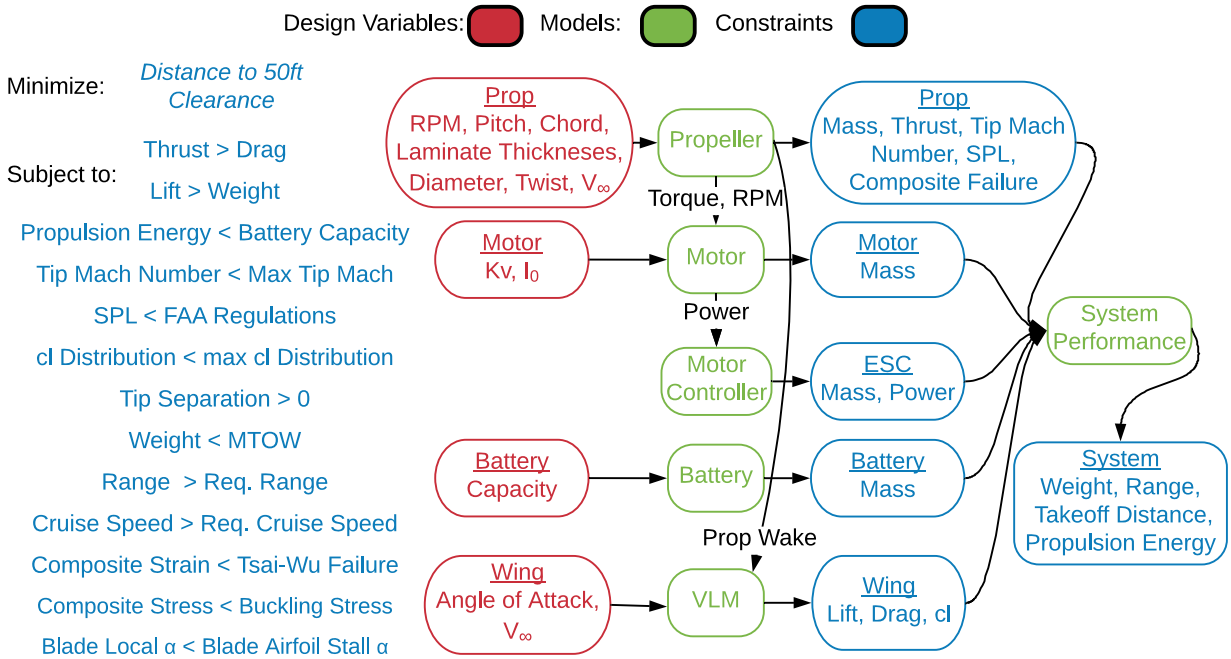 Design Variables: Models: Constraints
Minimize: Distance to 50ft
Clearance
Subject to:
Thrust > Drag
Lift > Weight
Propulsion Energy < Battery Capacity
Tip Mach Number < Max Tip Mach
SPL < FAA Regulations
cl Distribution < max cl Distribution
Tip Separation > 0
Weight < MTOW
Range > Req. Range
Cruise Speed > Req. Cruise Speed
Composite Strain < Tsai-Wu Failure
Composite Stress < Buckling Stress
Blade Local α < Blade Airfoil Stall α
Prop
RPM, Pitch, Chord,
Laminate Thickneses,
Diameter, Twist, V∞
Motor
Kv, I₀
Battery
Capacity
Wing
Angle of Attack,
V∞
Propeller
Torque, RPM
Motor
Power
Motor
Controller
Battery
Prop Wake
VLM
Prop
Mass, Thrust, Tip Mach
Number, SPL,
Composite Failure
Motor
Mass
ESC
Mass, Power
Battery
Mass
Wing
Lift, Drag, cl
System
Performance
System
Weight, Range,
Takeoff Distance,
Propulsion Energy